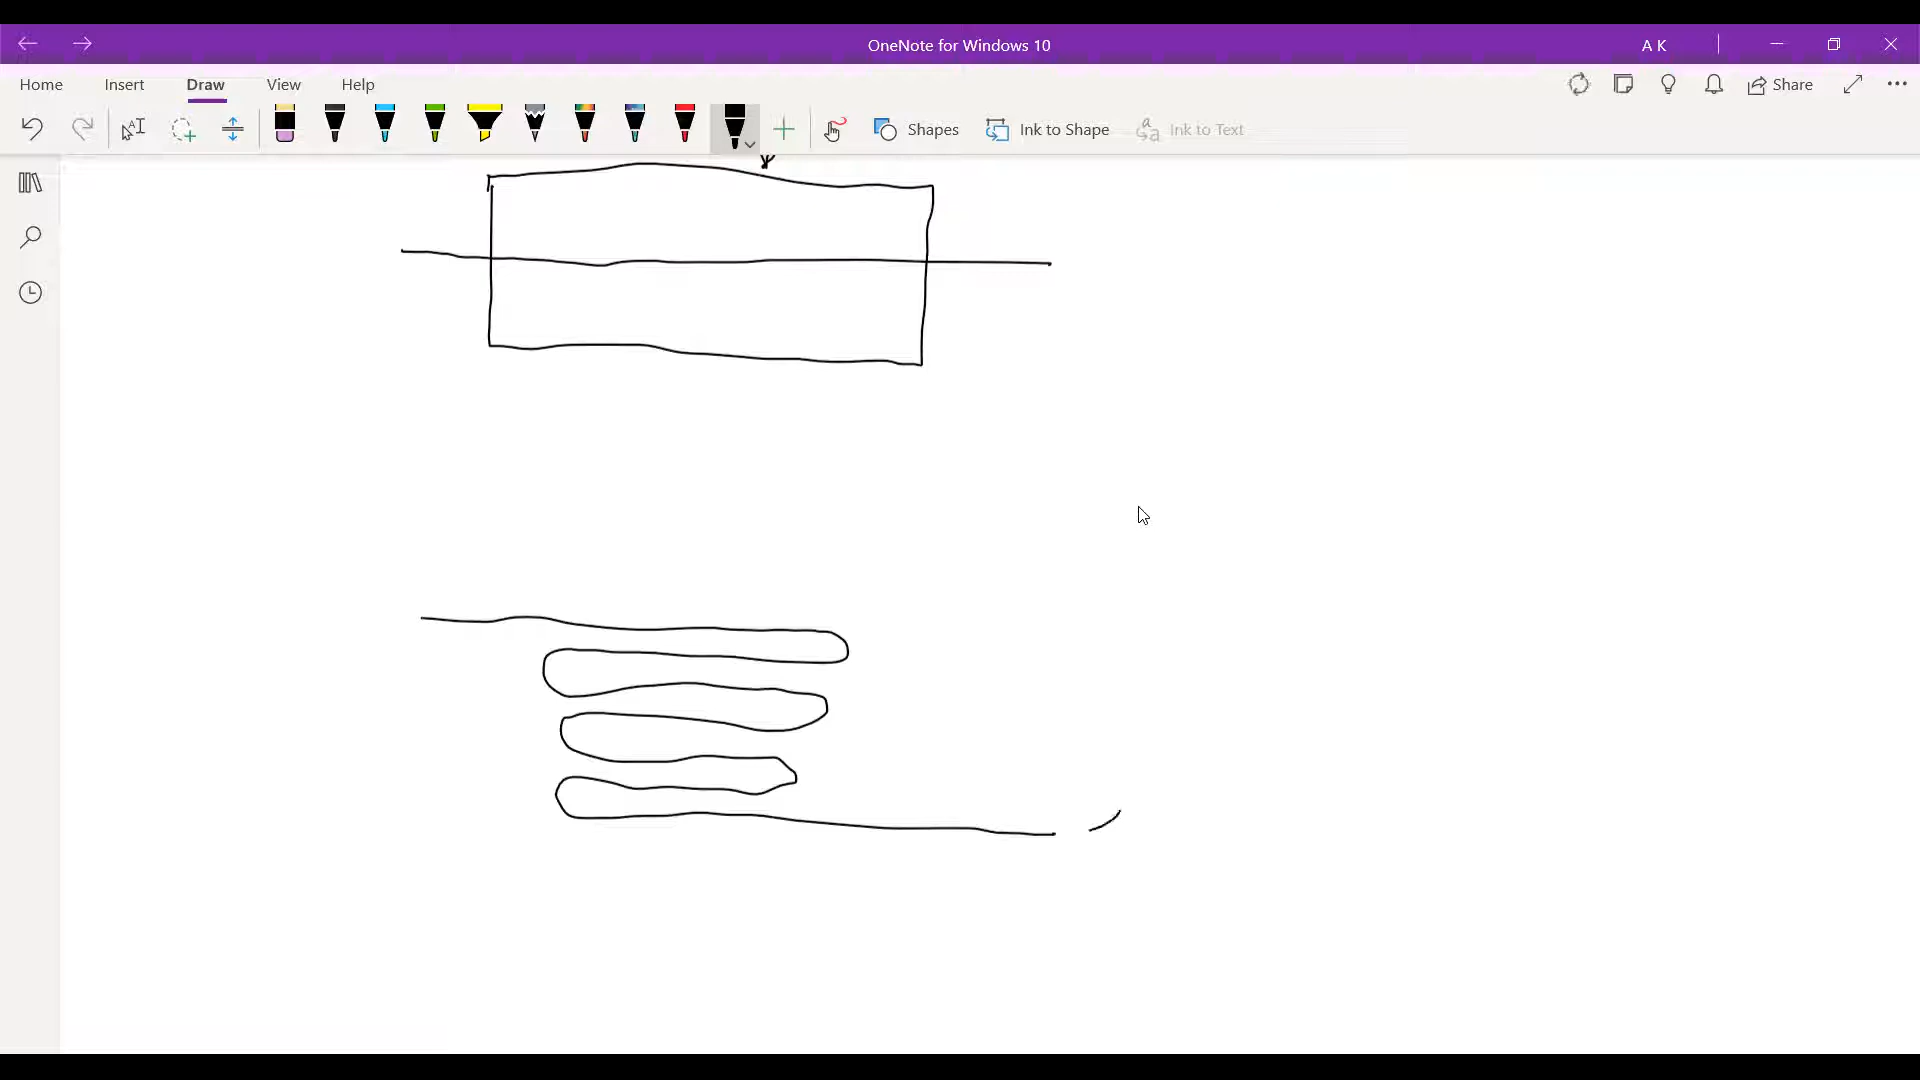 OneNote for Windows 10
A K
Home Insert Draw View Help
Share
Shapes
Ink to Shape
Ink to Text